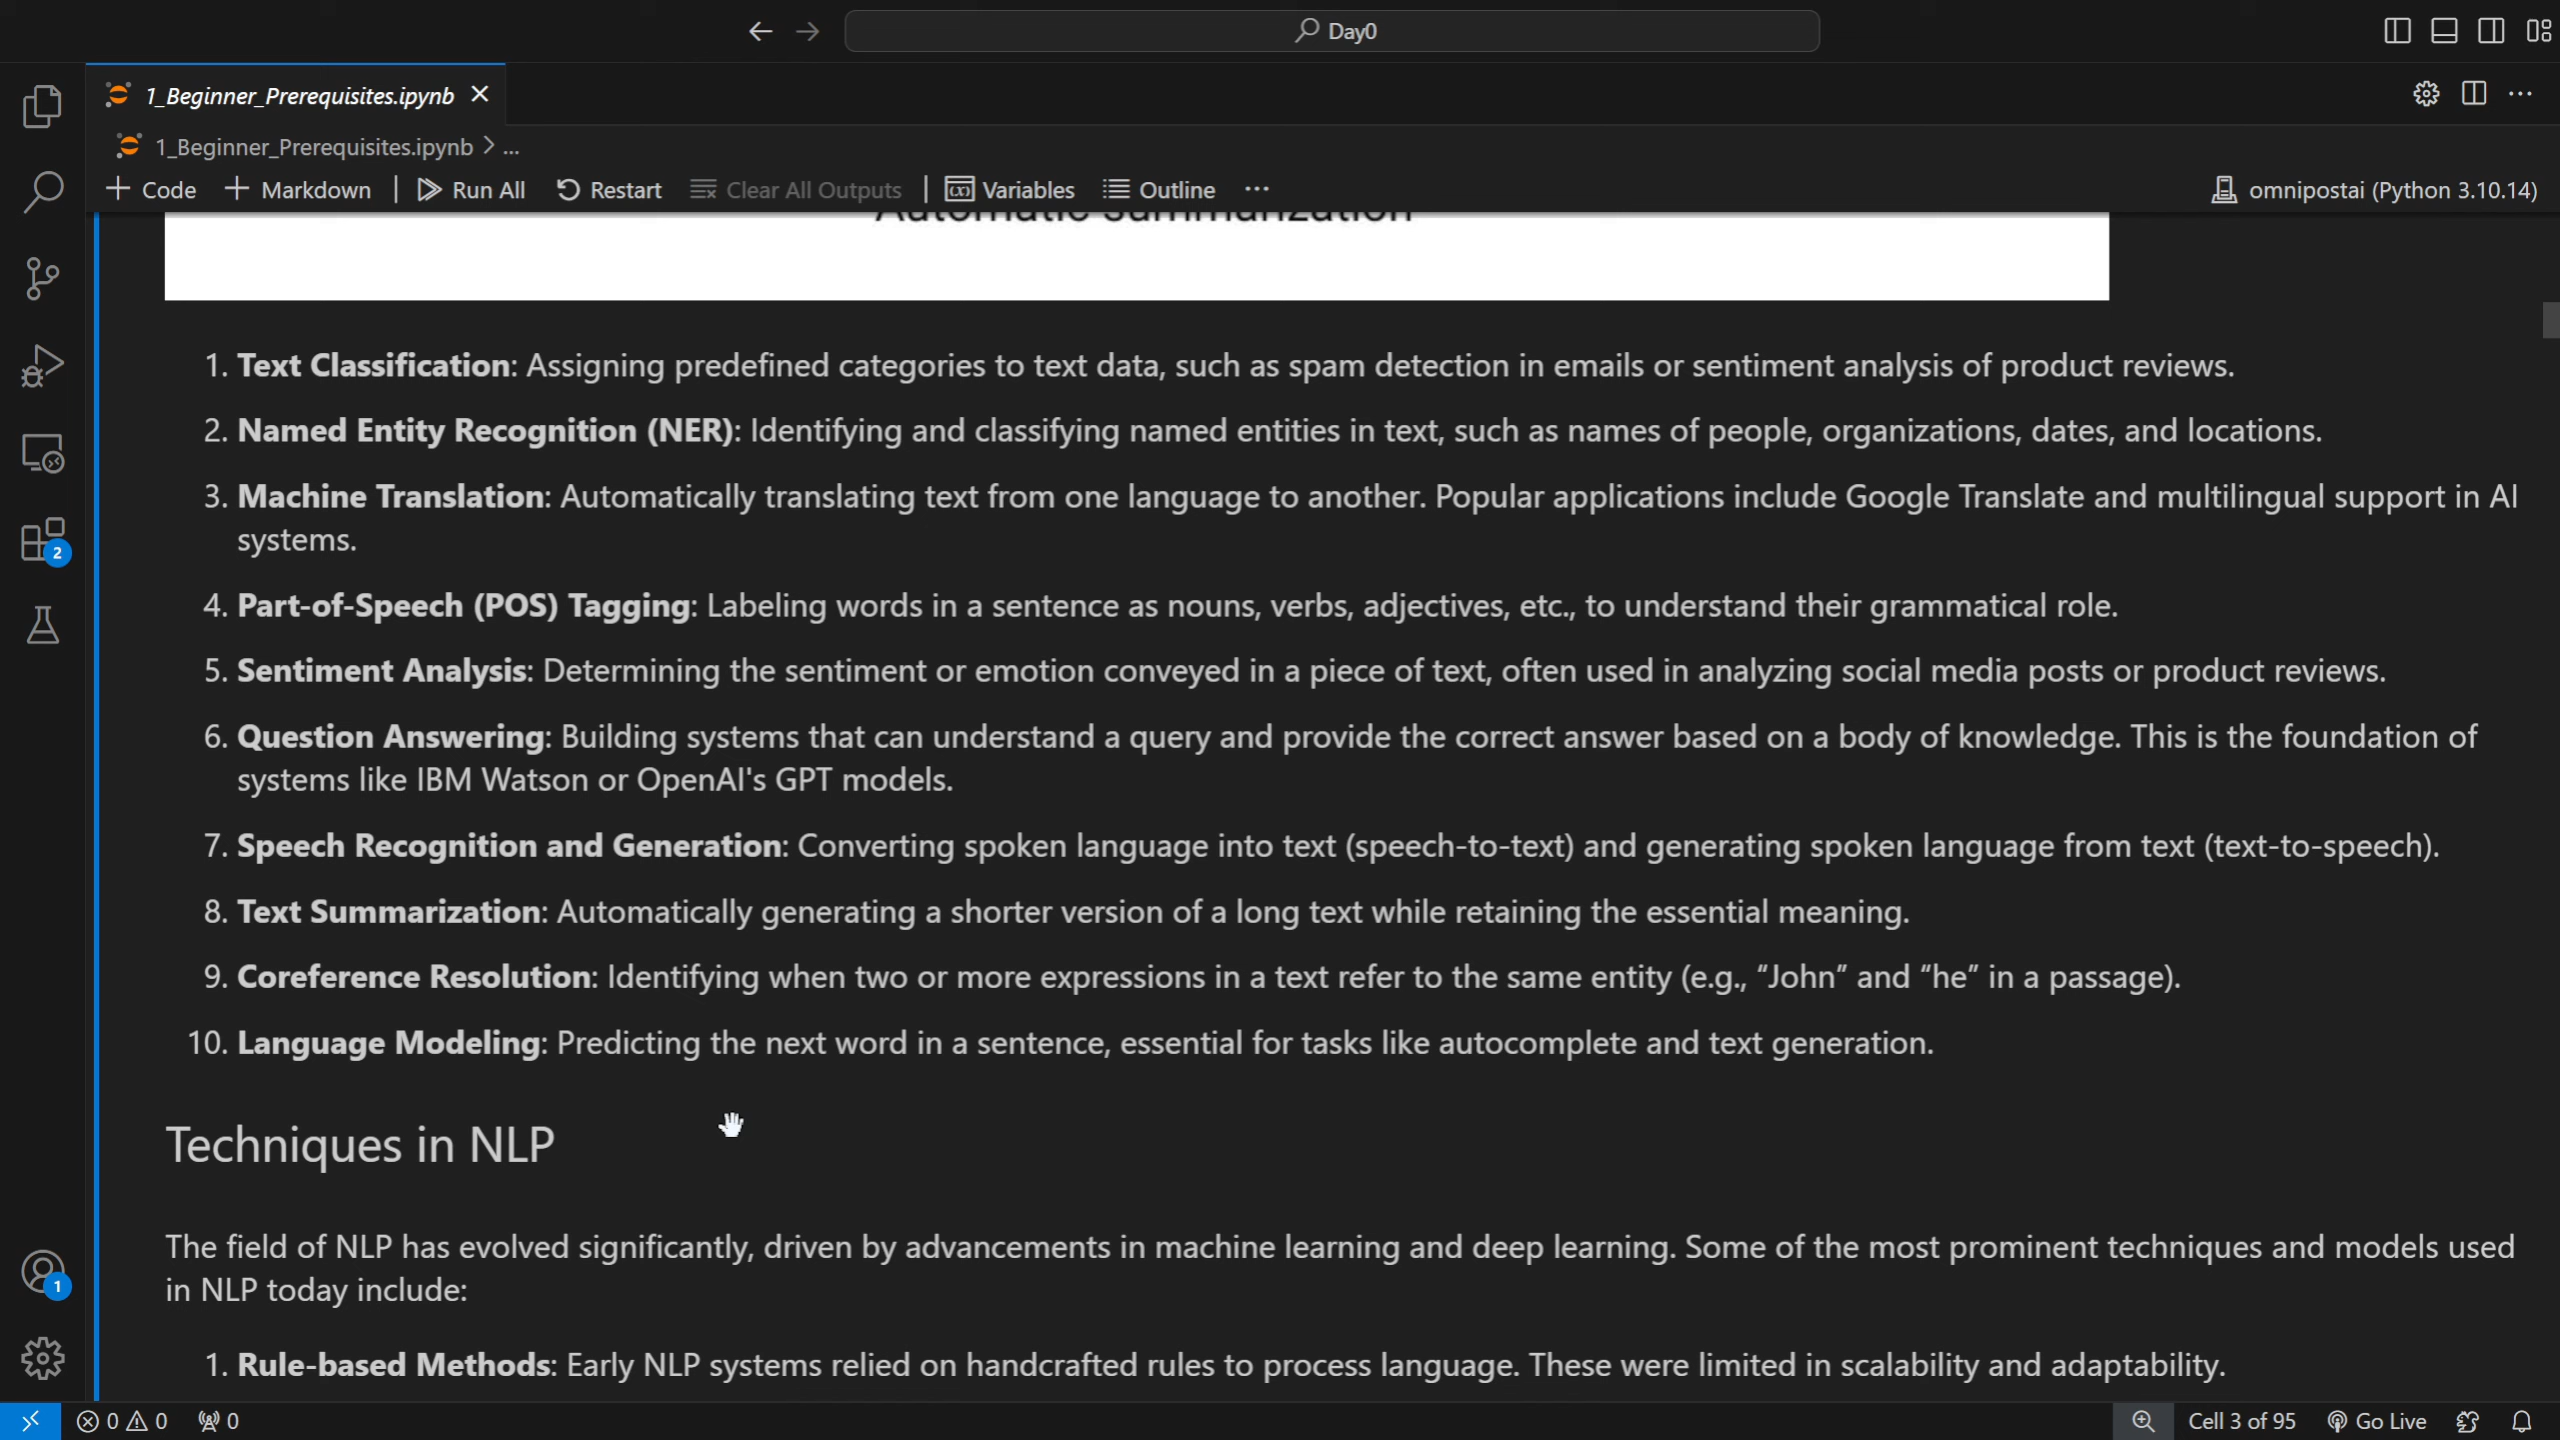 Day0
1_Beginner_Prerequisites.ipynb
1_Beginner_Prerequisites.ipynb > ...
+ Code + Markdown | Run All Restart Clear All Outputs | Variables Outline ... omnipostai (Python 3.10.14)
Automatic summarization
1. Text Classification: Assigning predefined categories to text data, such as spam detection in emails or sentiment analysis of product reviews.
2. Named Entity Recognition (NER): Identifying and classifying named entities in text, such as names of people, organizations, dates, and locations.
3. Machine Translation: Automatically translating text from one language to another. Popular applications include Google Translate and multilingual support in AI
systems.
4. Part-of-Speech (POS) Tagging: Labeling words in a sentence as nouns, verbs, adjectives, etc., to understand their grammatical role.
5. Sentiment Analysis: Determining the sentiment or emotion conveyed in a piece of text, often used in analyzing social media posts or product reviews.
6. Question Answering: Building systems that can understand a query and provide the correct answer based on a body of knowledge. This is the foundation of
systems like IBM Watson or OpenAI's GPT models.
7. Speech Recognition and Generation: Converting spoken language into text (speech-to-text) and generating spoken language from text (text-to-speech).
8. Text Summarization: Automatically generating a shorter version of a long text while retaining the essential meaning.
9. Coreference Resolution: Identifying when two or more expressions in a text refer to the same entity (e.g., “John” and “he” in a passage).
10. Language Modeling: Predicting the next word in a sentence, essential for tasks like autocomplete and text generation.
Techniques in NLP
The field of NLP has evolved significantly, driven by advancements in machine learning and deep learning. Some of the most prominent techniques and models used
in NLP today include:
1. Rule-based Methods: Early NLP systems relied on handcrafted rules to process language. These were limited in scalability and adaptability.
2
1
0 0 0 Cell 3 of 95 Go Live